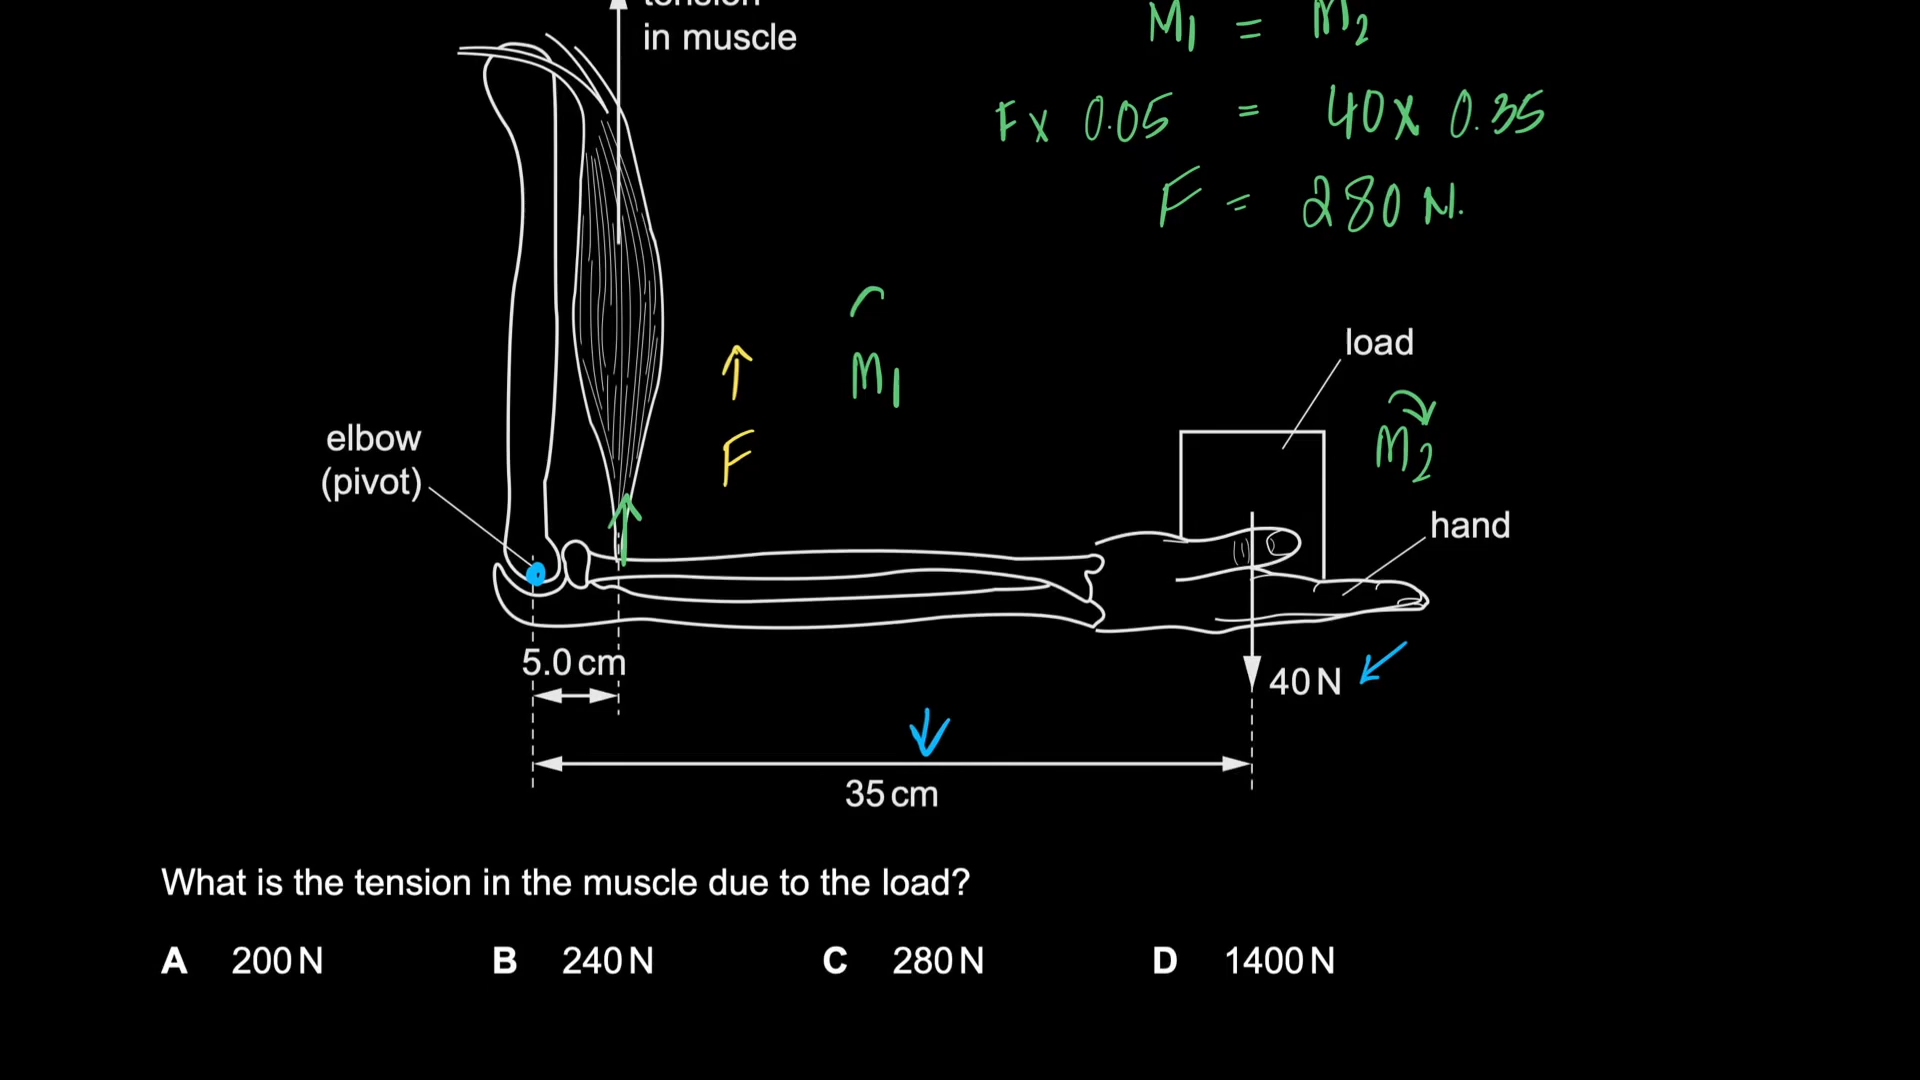 tension
in muscle
M1 = M2
F x 0.05 = 40 x 0.35
F = 280 N.
M1
F
load
M2
elbow
(pivot)
hand
5.0 cm
40 N
35 cm
What is the tension in the muscle due to the load?
A 200 N B 240 N C 280 N D 1400 N